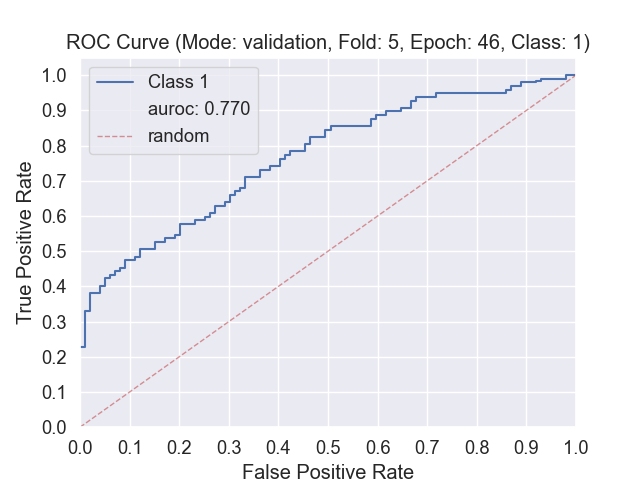 ROC Curve (Mode: validation, Fold: 5, Epoch: 46, Class: 1)
Class 1
auroc: 0.770
random
True Positive Rate
1.0
0.9
0.8
0.7
0.6
0.5
0.4
0.3
0.2
0.1
0.0
0.0 0.1 0.2 0.3 0.4 0.5 0.6 0.7 0.8 0.9 1.0
False Positive Rate